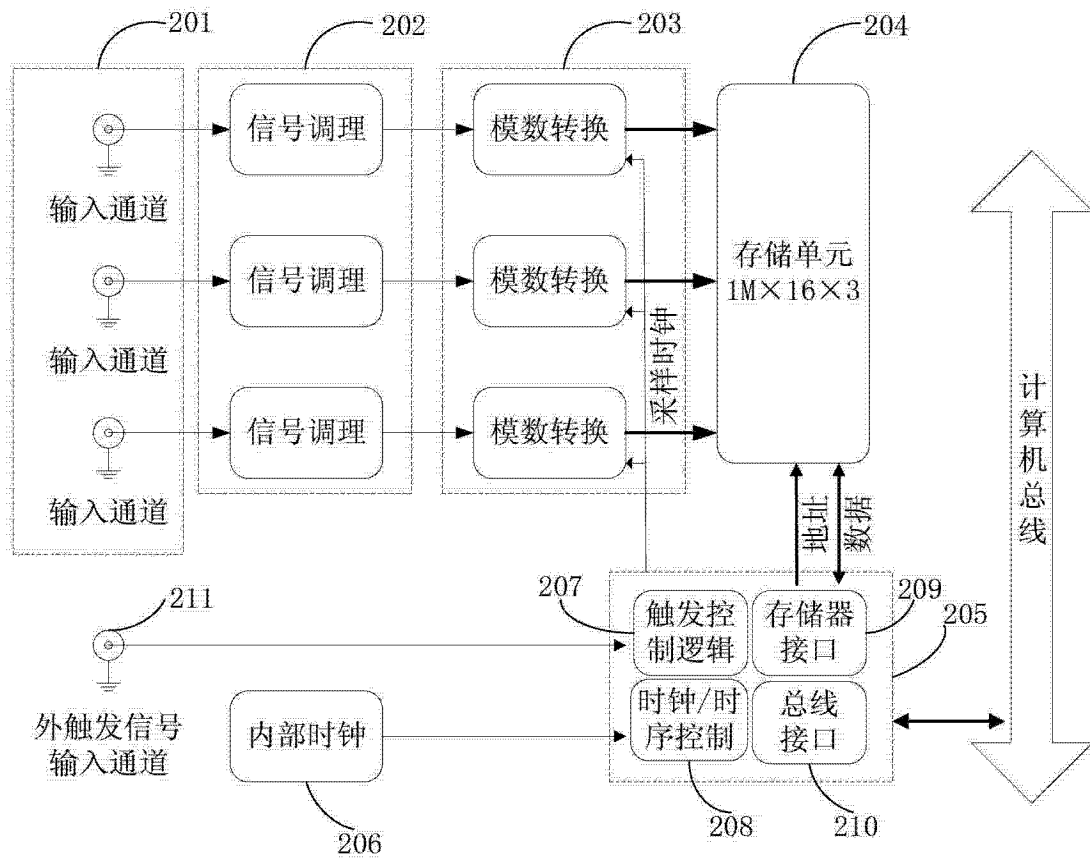 201
202
203
204
信号调理
模数转换
输入通道
信号调理
模数转换
存储单元
1M×16×3
输入通道
采样时钟
信号调理
模数转换
输入通道
计算机总线
地址
数据
211
207
触发控
制逻辑
存储器
接口
209
205
外触发信号
输入通道
内部时钟
时钟/时
序控制
总线
接口
206
208
210